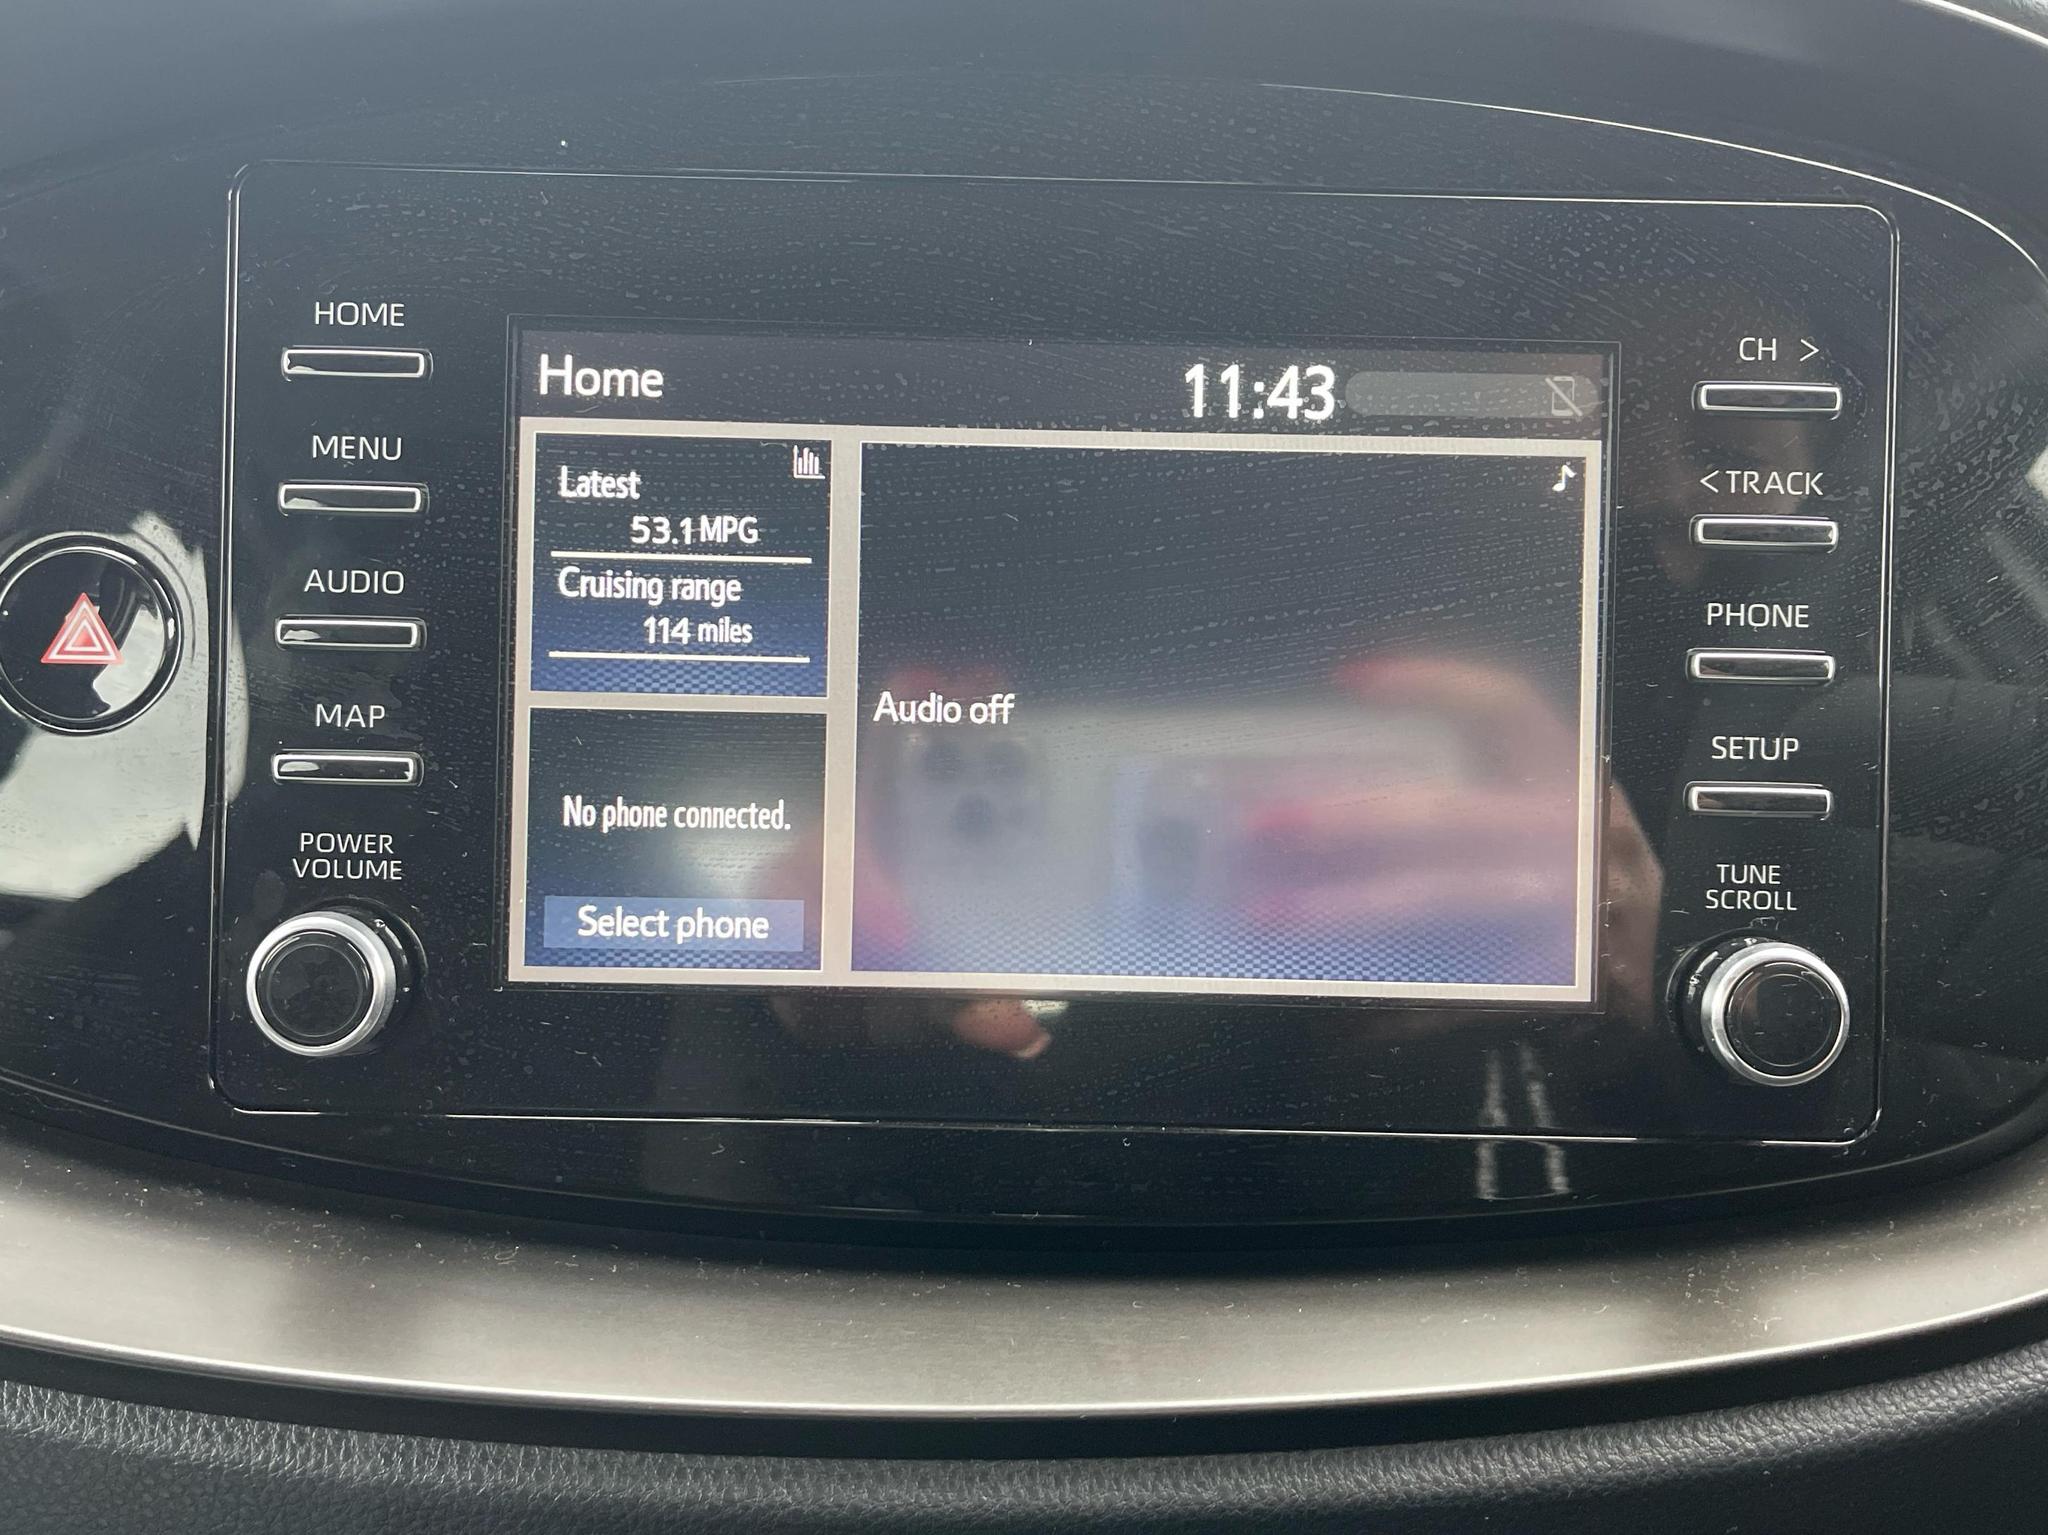 HOME
MENU
AUDIO
MAP
POWER
VOLUME
Home
11:43
Latest
53.1 MPG
Cruising range
114 miles
No phone connected.
Select phone
Audio off
CH >
< TRACK
PHONE
SETUP
TUNE
SCROLL